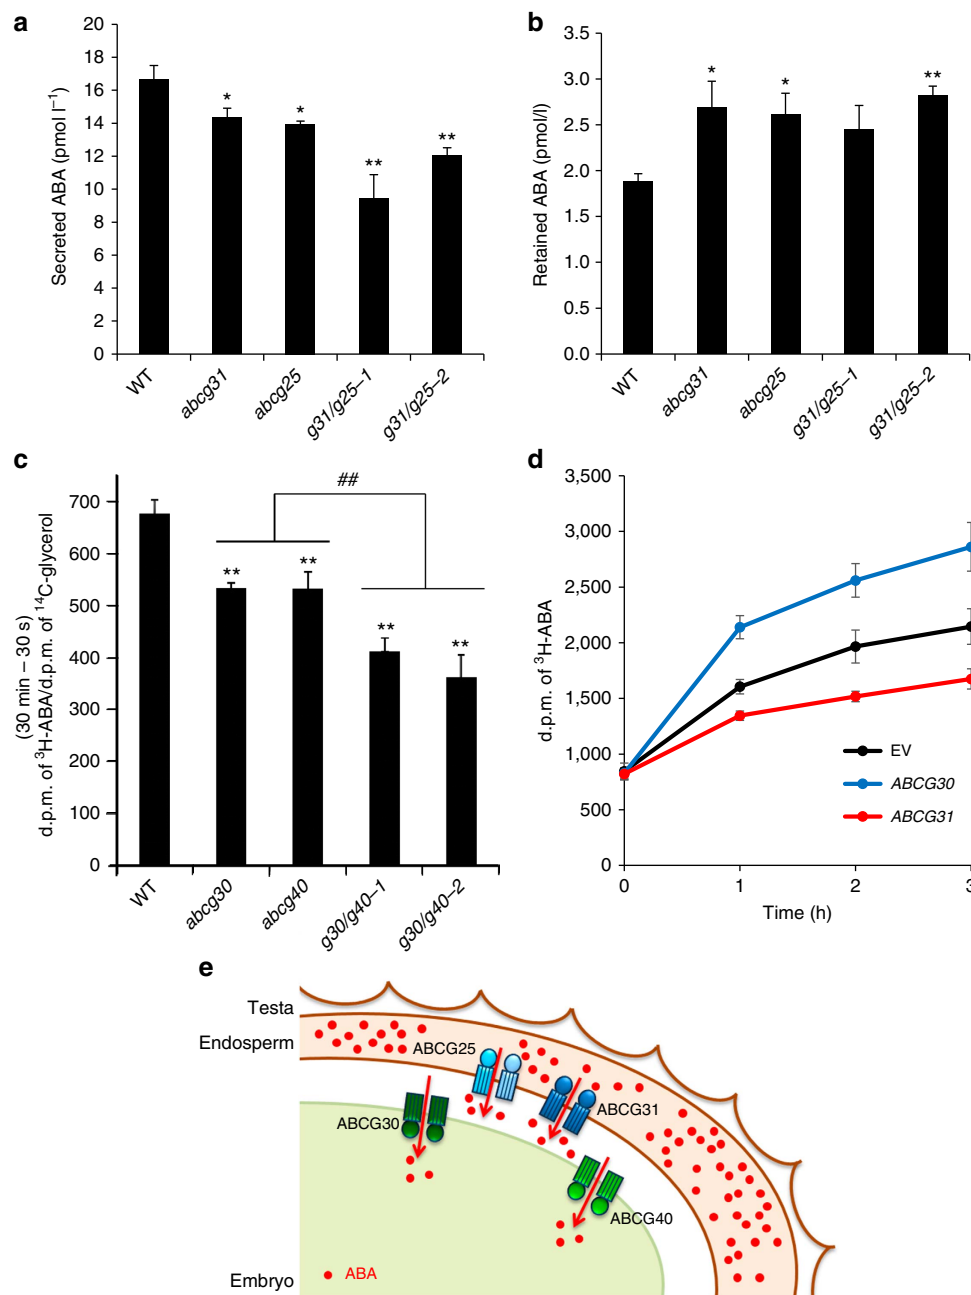 a
Secreted ABA (pmol l⁻¹)
20
18
16
14
12
10
8
6
4
2
0
*
*
**
**
WT
abcg31
abcg25
g31/g25–1
g31/g25–2
b
Retained ABA (pmol/l)
3.5
3.0
2.5
2.0
1.5
1.0
0.5
0.0
*
*
**
WT
abcg31
abcg25
g31/g25–1
g31/g25–2
c
(30 min – 30 s)
d.p.m. of ³H-ABA/d.p.m. of ¹⁴C-glycerol
700
600
500
400
300
200
100
0
##
**
**
**
**
WT
abcg30
abcg40
g30/g40–1
g30/g40–2
d
d.p.m. of ³H-ABA
3,500
3,000
2,500
2,000
1,500
1,000
500
0
EV
ABCG30
ABCG31
0
1
2
3
Time (h)
e
Testa
Endosperm
ABCG25
ABCG31
ABCG30
ABCG40
Embryo
ABA